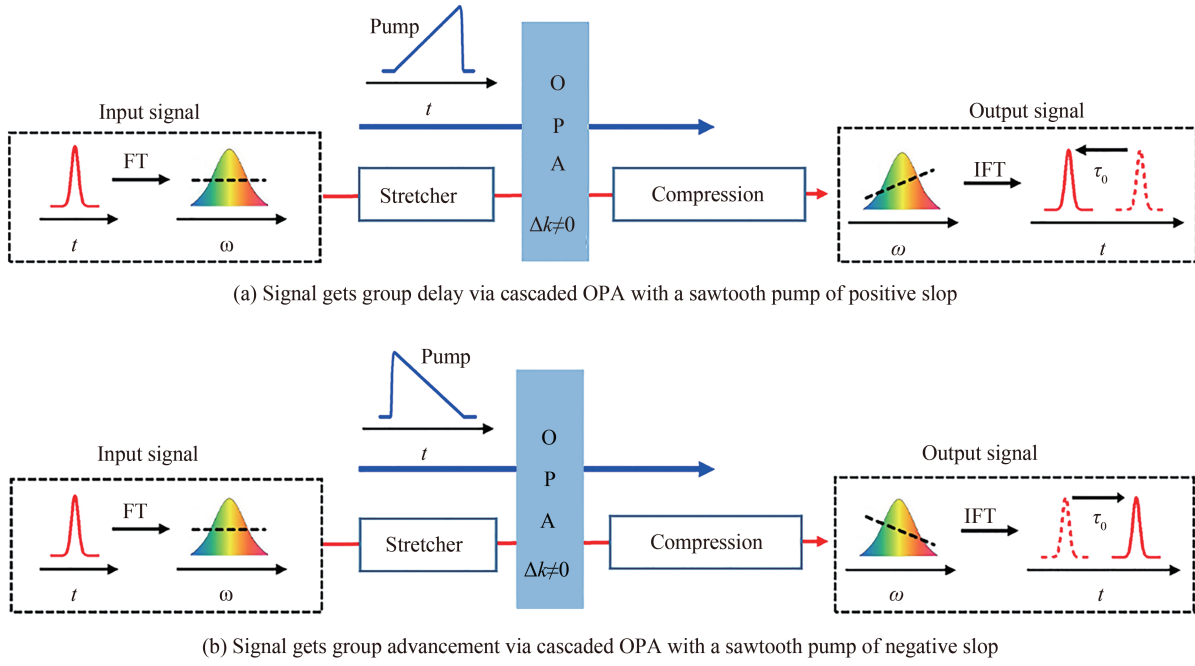 Pump
t
O
P
A
Δk≠0
Input signal
FT
t
ω
Stretcher
Compression
Output signal
IFT
τ0
ω
t
(a) Signal gets group delay via cascaded OPA with a sawtooth pump of positive slop
Pump
t
O
P
A
Δk≠0
Input signal
FT
t
ω
Stretcher
Compression
Output signal
IFT
τ0
ω
t
(b) Signal gets group advancement via cascaded OPA with a sawtooth pump of negative slop